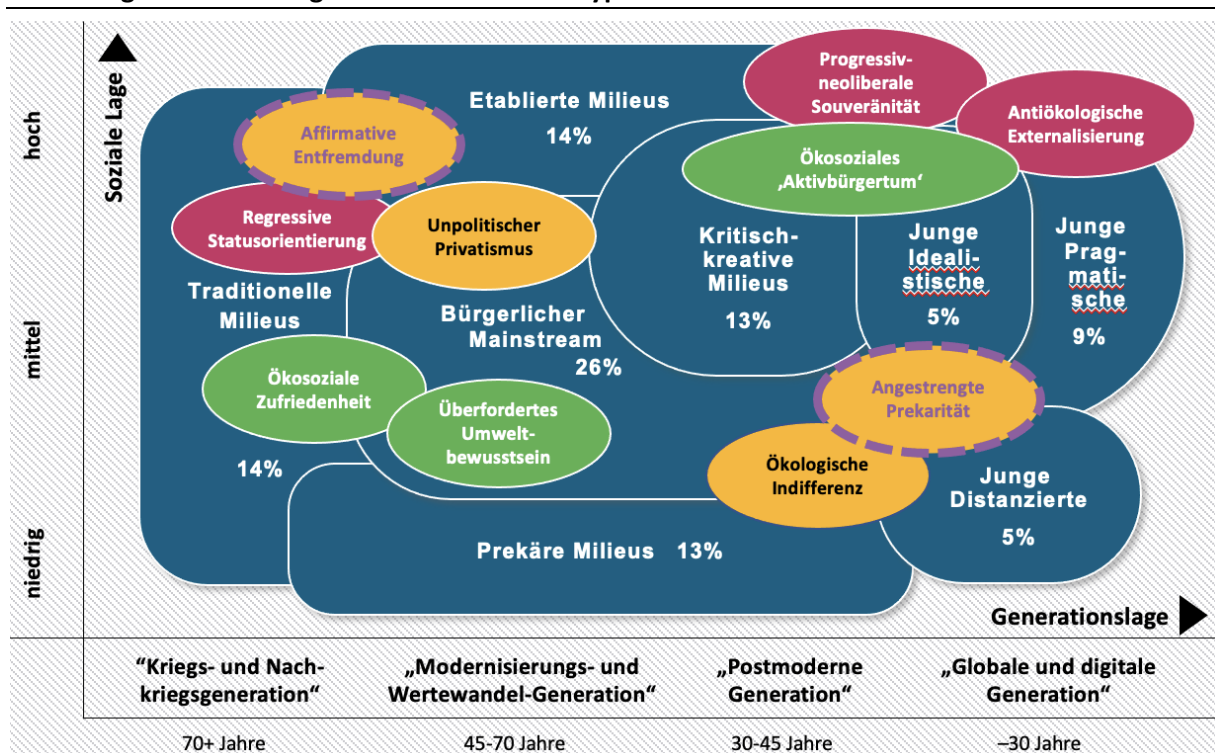 Soziale Lage
hoch
mittel
niedrig
Etablierte Milieus
14%
Progressiv-
neoliberale
Souveränität
Antiökologische
Externalisierung
Affirmative
Entfremdung
Ökosoziales
‚Aktivbürgertum‘
Regressive
Statusorientierung
Unpolitischer
Privatismus
Kritisch-
kreative
Milieus
13%
Junge
Ideali-
stische
5%
Junge
Prag-
mati-
sche
9%
Traditionelle
Milieus
Bürgerlicher
Mainstream
26%
Ökosoziale
Zufriedenheit
14%
Überfordertes
Umwelt-
bewusstsein
Angestrengte
Prekarität
Ökologische
Indifferenz
Junge
Distanzierte
5%
Prekäre Milieus 13%
Generationslage
“Kriegs- und Nach-
kriegsgeneration“
„Modernisierungs- und
Wertewandel-Generation“
„Postmoderne
Generation“
„Globale und digitale
Generation“
70+ Jahre
45-70 Jahre
30-45 Jahre
–30 Jahre